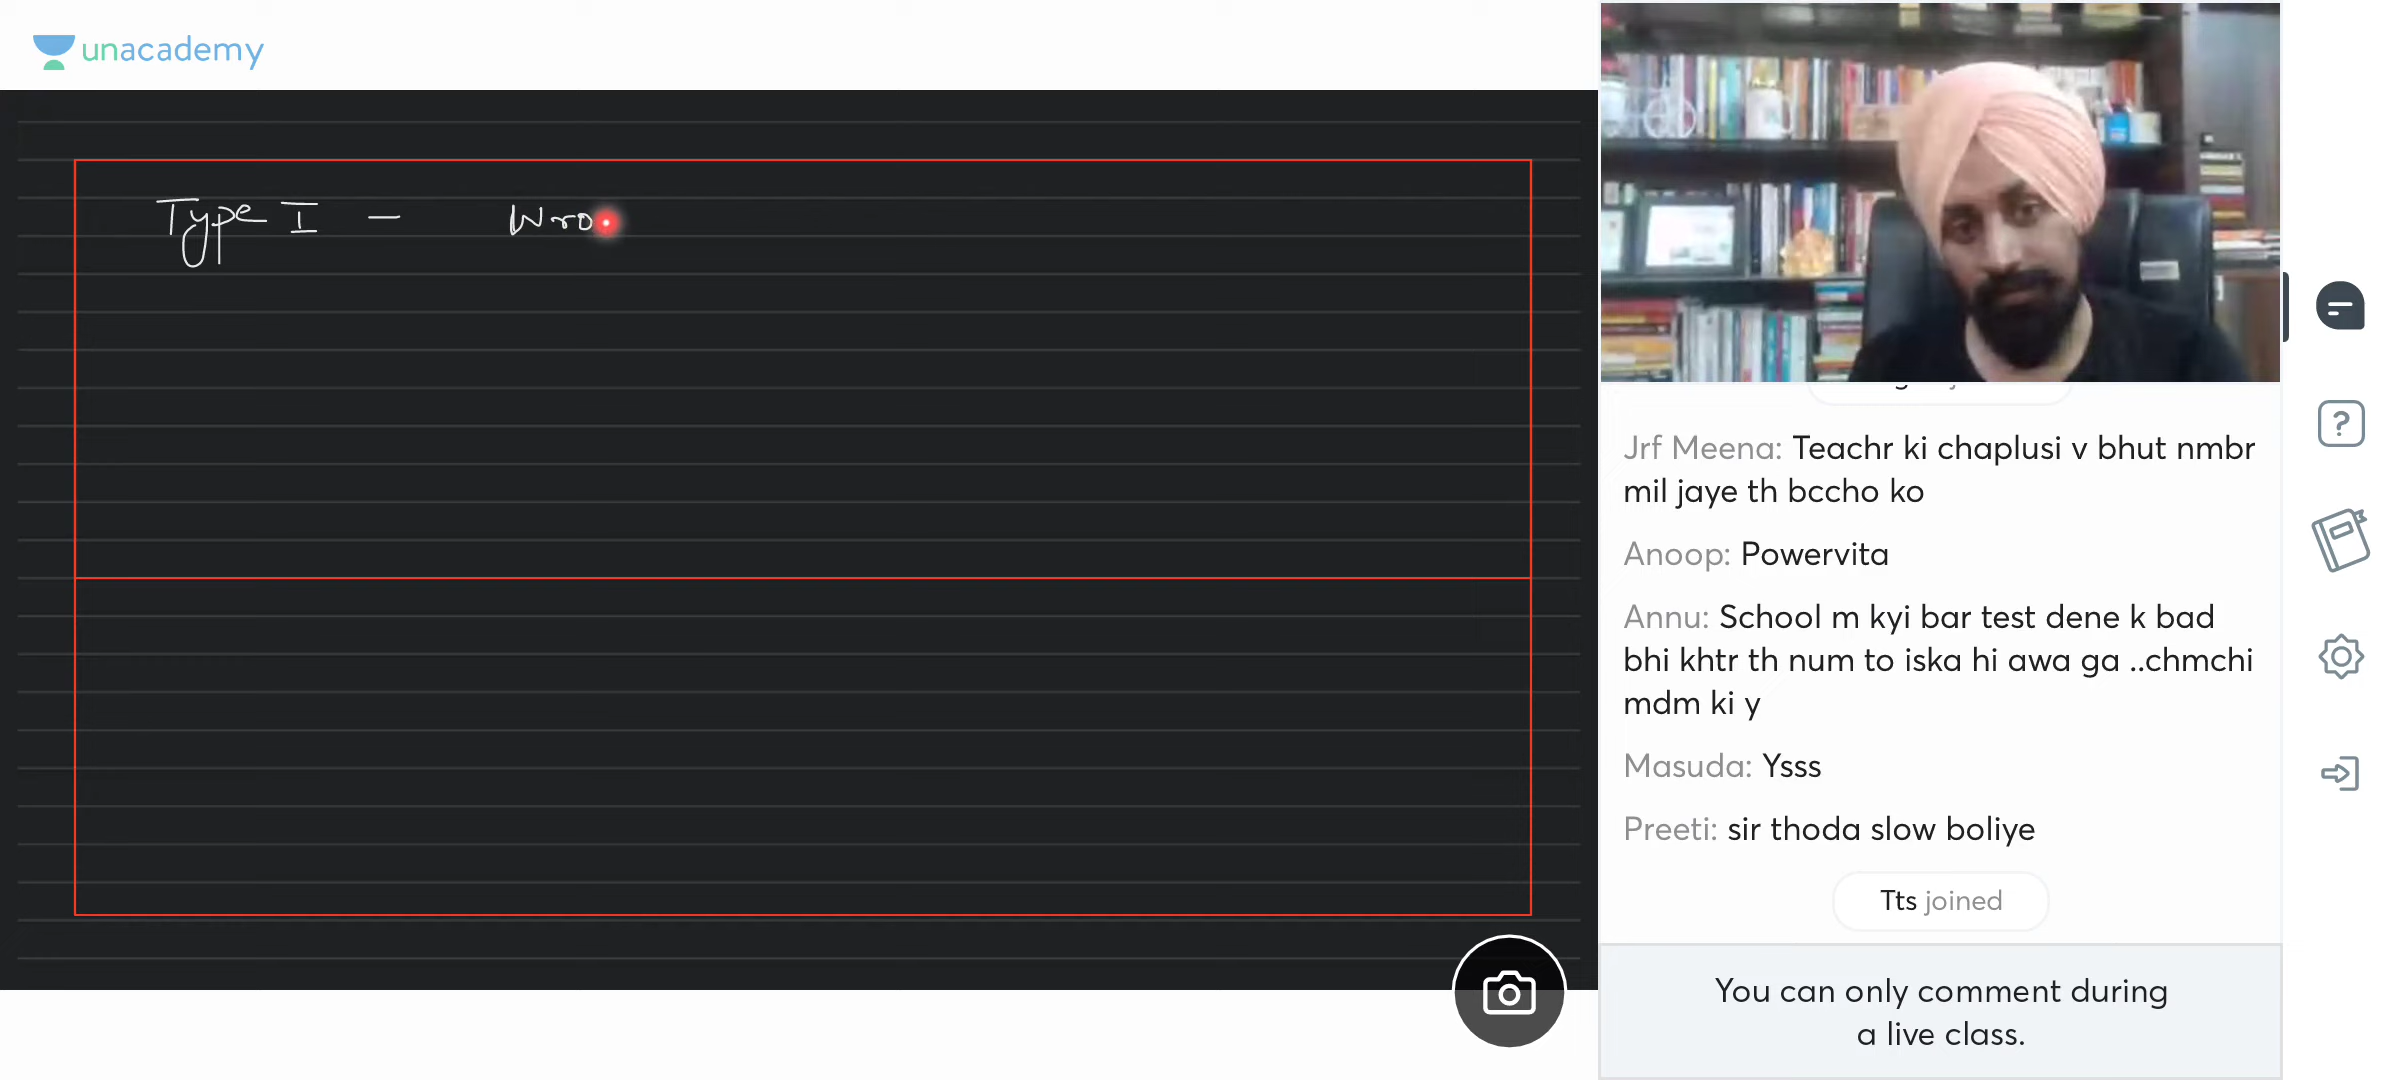 unacademy
Type I - Wro
Jrf Meena: Teachr ki chaplusi v bhut nmbr
mil jaye th bccho ko
Anoop: Powervita
Annu: School m kyi bar test dene k bad
bhi khtr th num to iska hi awa ga ..chmchi
mdm ki y
Masuda: Ysss
Preeti: sir thoda slow boliye
Tts joined
You can only comment during
a live class.
?